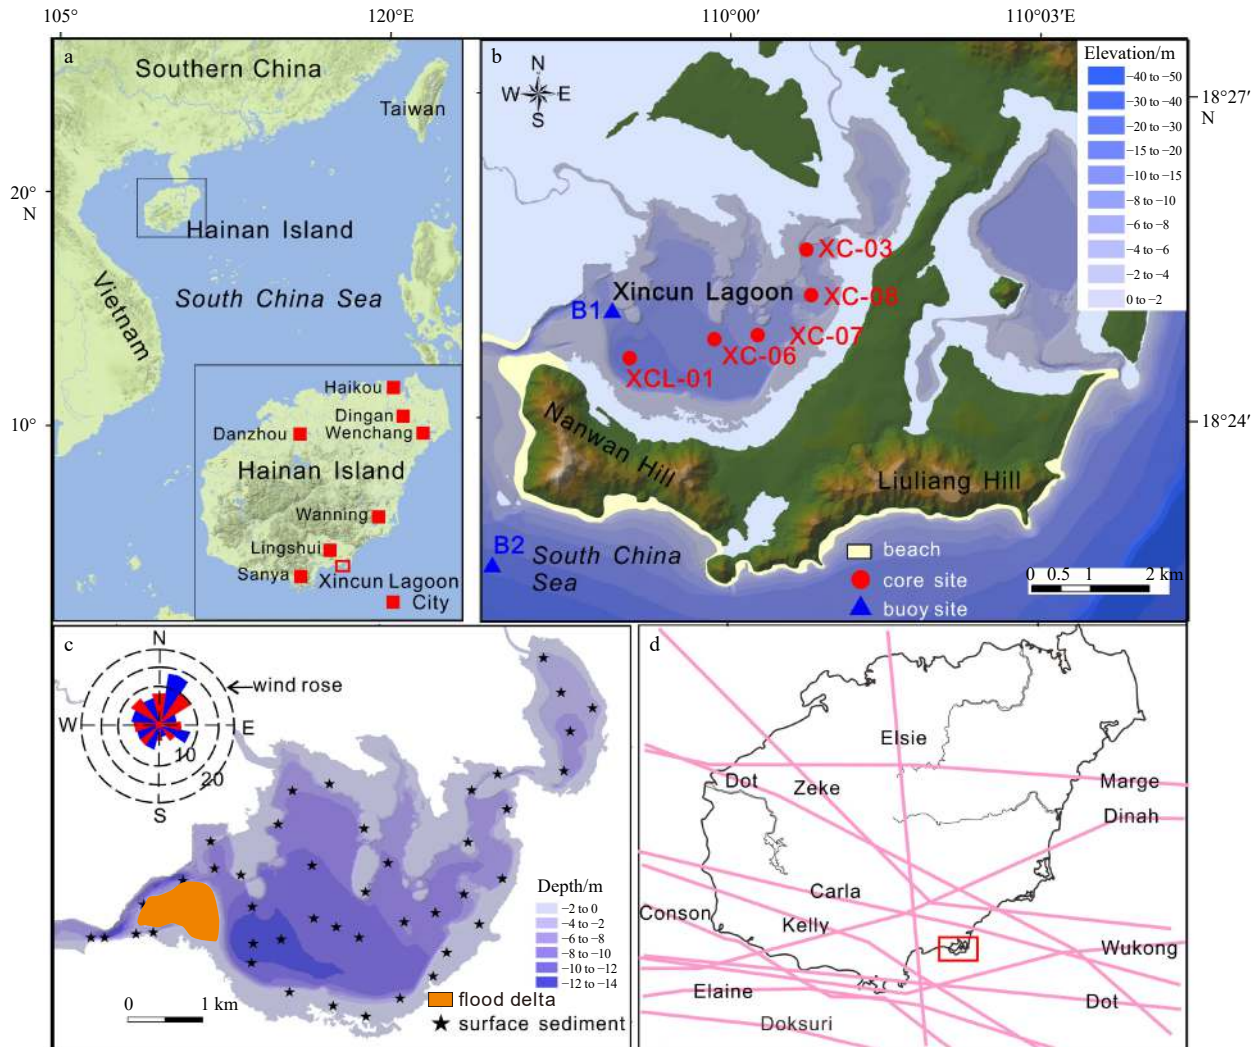 105°
120°E
110°00′
110°03′E
a
Southern China
Taiwan
20°
N
Hainan Island
South China Sea
Vietnam
10°
Haikou
Dingan
Wenchang
Danzhou
Hainan Island
Wanning
Lingshui
Sanya
Xincun Lagoon
City
b
N
W
E
S
Elevation/m
−40 to −50
−30 to −40
−20 to −30
−15 to −20
−10 to −15
−8 to −10
−6 to −8
−4 to −6
−2 to −4
0 to −2
18°27′
N
18°24′
XC-03
Xincun Lagoon
XC-08
B1
XC-07
XC-06
XCL-01
Nanwan Hill
Liuliang Hill
B2
South China
Sea
beach
core site
buoy site
0 0.5 1 2 km
c
N
wind rose
W
E
10
20
S
Depth/m
−2 to 0
−4 to −2
−6 to −8
−8 to −10
−10 to −12
−12 to −14
0 1 km
flood delta
surface sediment
d
Elsie
Dot
Zeke
Marge
Dinah
Carla
Conson
Kelly
Wukong
Elaine
Dot
Doksuri